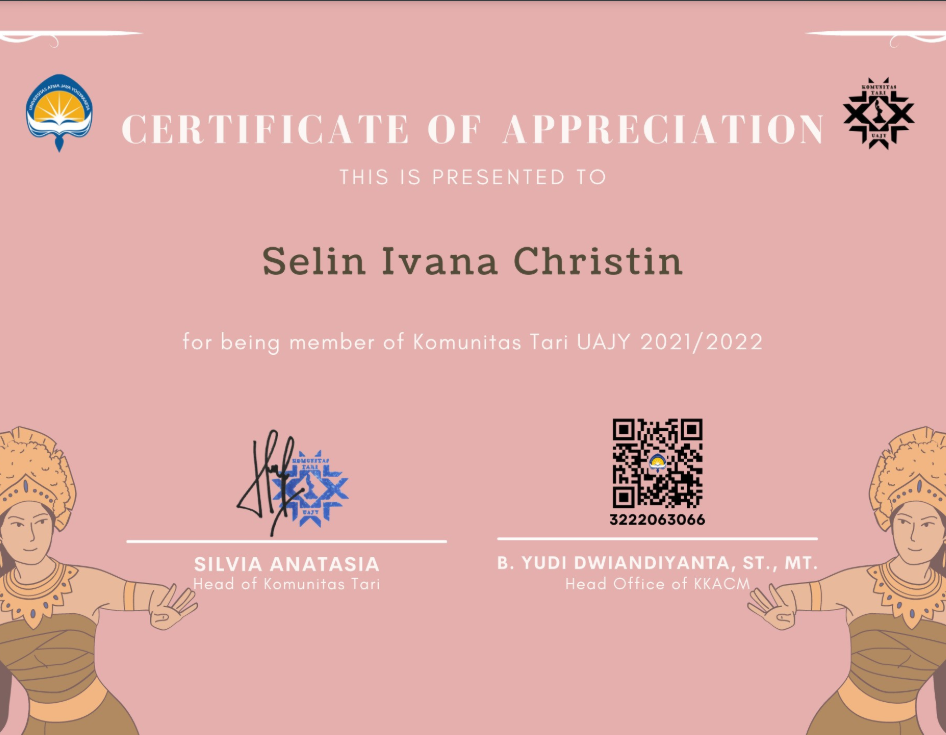 UNIVERSITAS ATMA JAYA YOGYAKARTA
KOMUNITAS
TARI
UAJY
CERTIFICATE OF APPRECIATION
THIS IS PRESENTED TO
Selin Ivana Christin
for being member of Komunitas Tari UAJY 2021/2022
KOMUNITAS
TARI
UAJY
3222063066
SILVIA ANATASIA
Head of Komunitas Tari
B. YUDI DWIANDIYANTA, ST., MT.
Head Office of KKACM